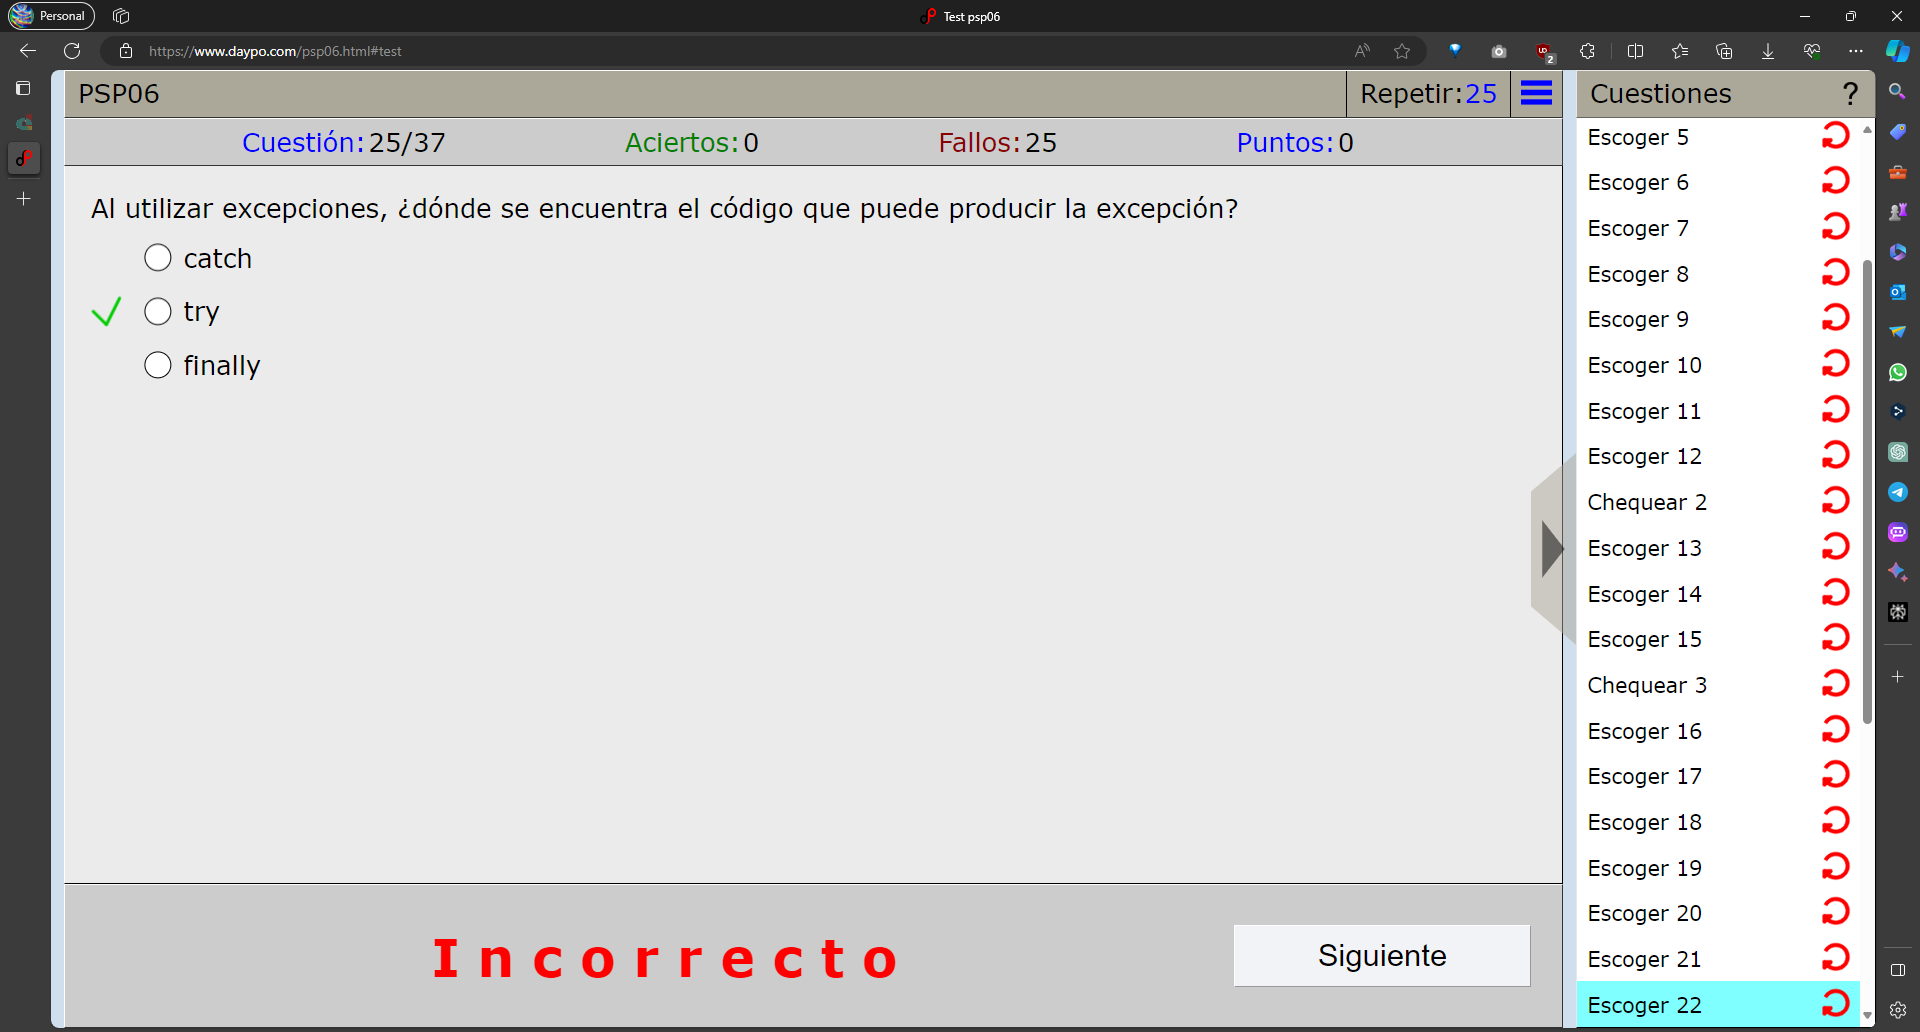 Personal
Test psp06
https://www.daypo.com/psp06.html#test
2
PSP06
Repetir:25
Cuestiones
?
Cuestión:25/37
Aciertos:0
Fallos:25
Puntos:0
Al utilizar excepciones, ¿dónde se encuentra el código que puede producir la excepción?
catch
try
finally
Incorrecto
Siguiente
Escoger 5
Escoger 6
Escoger 7
Escoger 8
Escoger 9
Escoger 10
Escoger 11
Escoger 12
Chequear 2
Escoger 13
Escoger 14
Escoger 15
Chequear 3
Escoger 16
Escoger 17
Escoger 18
Escoger 19
Escoger 20
Escoger 21
Escoger 22